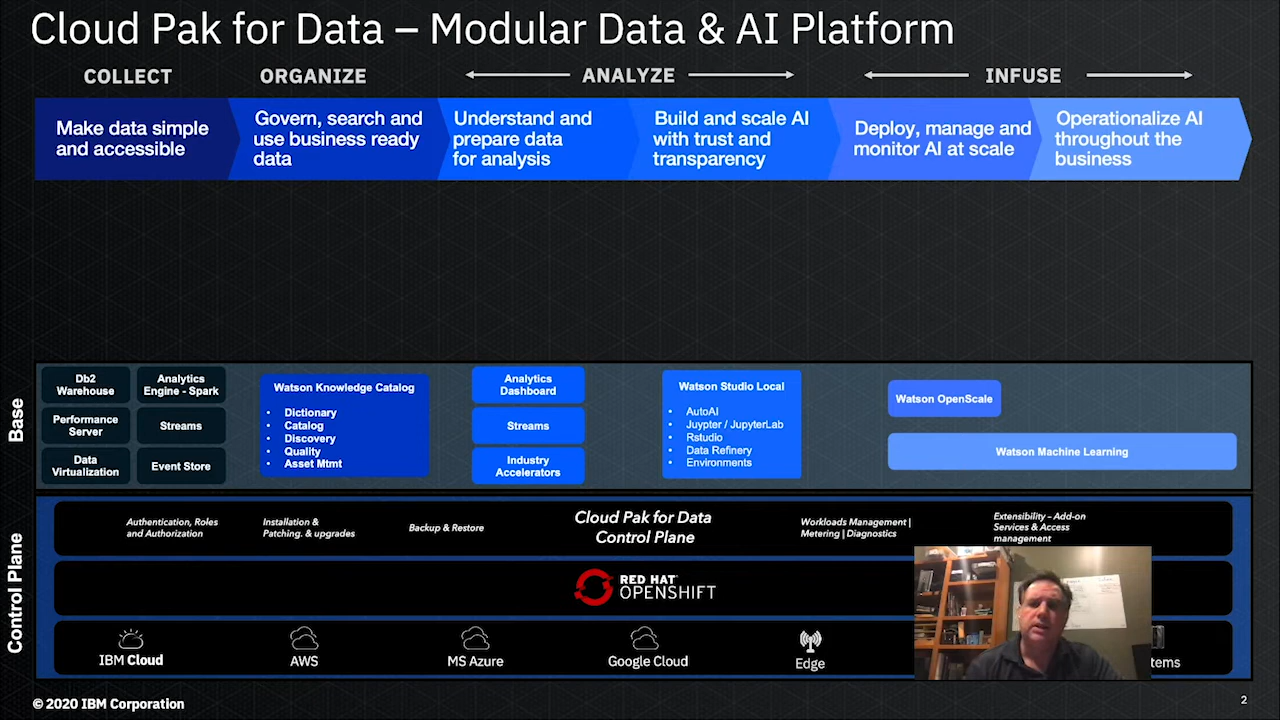 Cloud Pak for Data – Modular Data & AI Platform
COLLECT
ORGANIZE
ANALYZE
INFUSE
Make data simple
and accessible
Govern, search and
use business ready
data
Understand and
prepare data
for analysis
Build and scale AI
with trust and
transparency
Deploy, manage and
monitor AI at scale
Operationalize AI
throughout the
business
Base
Db2
Warehouse
Analytics
Engine - Spark
Performance
Server
Streams
Data
Virtualization
Event Store
Watson Knowledge Catalog
• Dictionary
• Catalog
• Discovery
• Quality
• Asset Mtmt
Analytics
Dashboard
Streams
Industry
Accelerators
Watson Studio Local
• AutoAI
• Juypter / JupyterLab
• Rstudio
• Data Refinery
• Environments
Watson OpenScale
Watson Machine Learning
Control Plane
Authentication, Roles
and Authorization
Installation &
Patching. & upgrades
Backup & Restore
Cloud Pak for Data
Control Plane
Workloads Management |
Metering | Diagnostics
Extensibility – Add-on
Services & Access
management
RED HAT
OPENSHIFT
IBM Cloud
AWS
MS Azure
Google Cloud
Edge
tems
© 2020 IBM Corporation
2